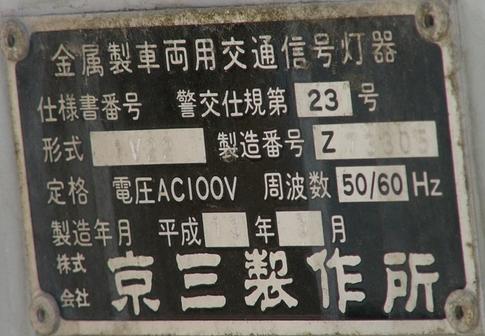 金属製車両用交通信号灯器
仕様書番号 警交仕規第 23 号
形式 製造番号 Z
定格 電圧AC100V 周波数 50/60 Hz
製造年月 平成 年 月
株式会社 京三製作所